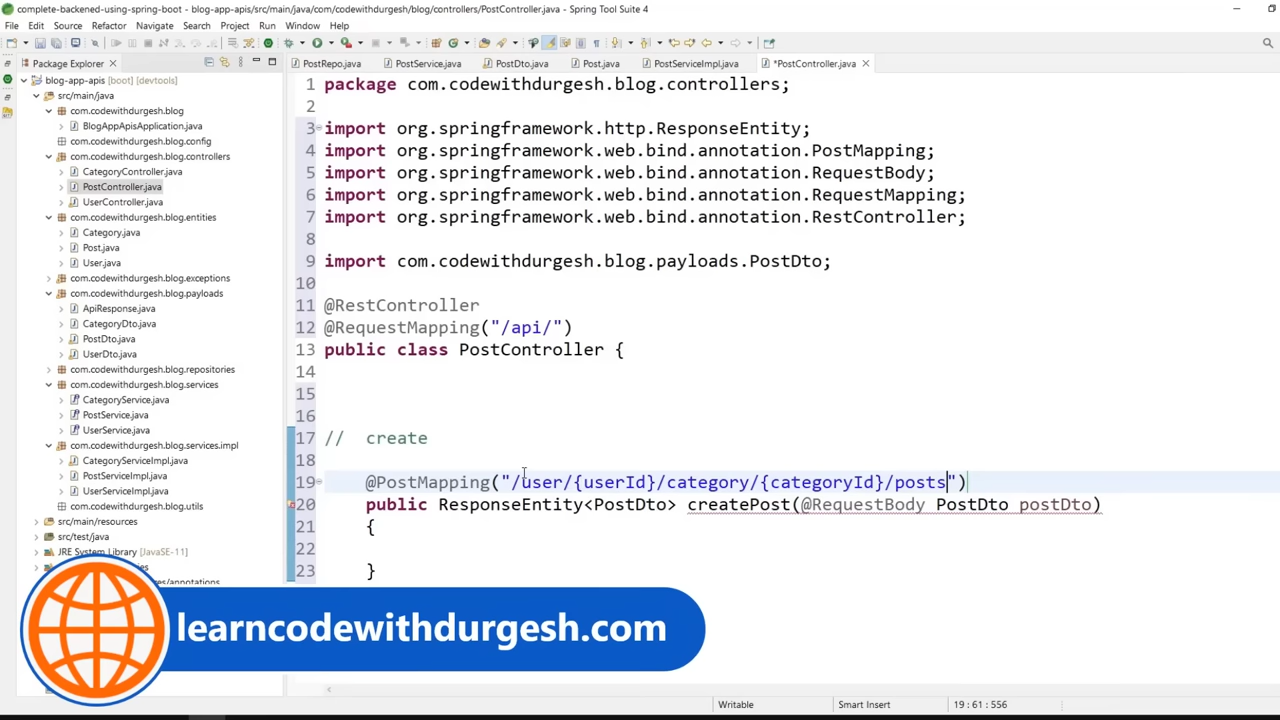 complete-backened-using-spring-boot - blog-app-apis/src/main/java/com/codewithdurgesh/blog/controllers/PostController.java - Spring Tool Suite 4
File Edit Source Refactor Navigate Search Project Run Window Help
Package Explorer
PostRepo.java PostService.java PostDto.java Post.java PostServiceImpl.java *PostController.java
blog-app-apis [boot] [devtools]
src/main/java
com.codewithdurgesh.blog
BlogAppApisApplication.java
com.codewithdurgesh.blog.config
com.codewithdurgesh.blog.controllers
CategoryController.java
PostController.java
UserController.java
com.codewithdurgesh.blog.entities
Category.java
Post.java
User.java
com.codewithdurgesh.blog.exceptions
com.codewithdurgesh.blog.payloads
ApiResponse.java
CategoryDto.java
PostDto.java
UserDto.java
com.codewithdurgesh.blog.repositories
com.codewithdurgesh.blog.services
CategoryService.java
PostService.java
UserService.java
com.codewithdurgesh.blog.services.impl
CategoryServiceImpl.java
PostServiceImpl.java
UserServiceImpl.java
src/main/resources
src/test/java
JRE System Library [JavaSE-11]
1 package com.codewithdurgesh.blog.controllers;
2
3 import org.springframework.http.ResponseEntity;
4 import org.springframework.web.bind.annotation.PostMapping;
5 import org.springframework.web.bind.annotation.RequestBody;
6 import org.springframework.web.bind.annotation.RequestMapping;
7 import org.springframework.web.bind.annotation.RestController;
8
9 import com.codewithdurgesh.blog.payloads.PostDto;
10
11 @RestController
12 @RequestMapping("/api/")
13 public class PostController {
14
15
16
17 // create
18
19 @PostMapping("/user/{userId}/category/{categoryId}/posts")
20 public ResponseEntity<PostDto> createPost(@RequestBody PostDto postDto)
21 {
22
23 }
learncodewithdurgesh.com
Writable Smart Insert 19 : 61 : 556